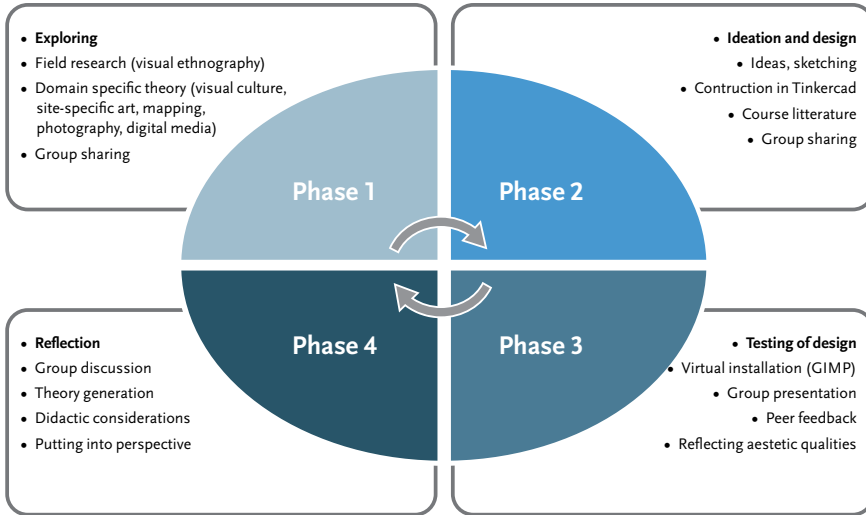 • Exploring
• Field research (visual ethnography)
• Domain specific theory (visual culture,
site-specific art, mapping,
photography, digital media)
• Group sharing
• Ideation and design
• Ideas, sketching
• Contruction in Tinkercad
• Course litterature
• Group sharing
Phase 1
Phase 2
Phase 4
Phase 3
• Reflection
• Group discussion
• Theory generation
• Didactic considerations
• Putting into perspective
• Testing of design
• Virtual installation (GIMP)
• Group presentation
• Peer feedback
• Reflecting aestetic qualities